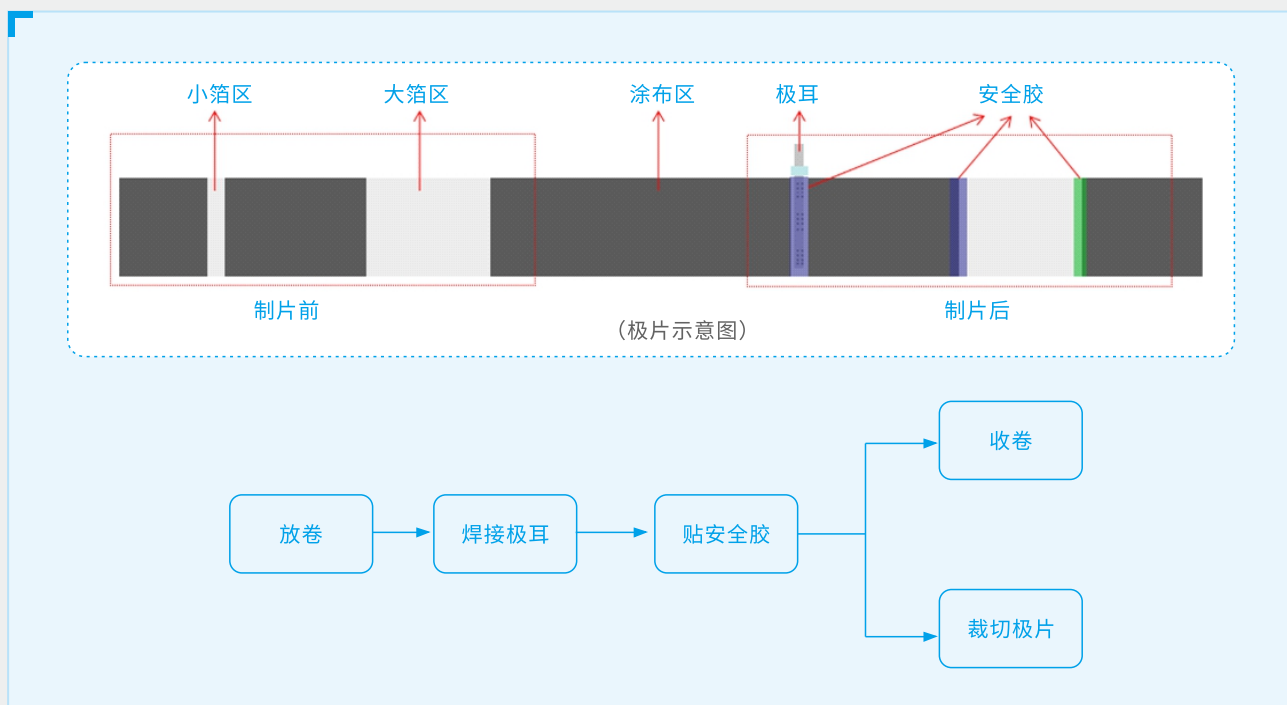 小箔区
大箔区
涂布区
极耳
安全胶
制片前
制片后
（极片示意图）
收卷
放卷
焊接极耳
贴安全胶
裁切极片